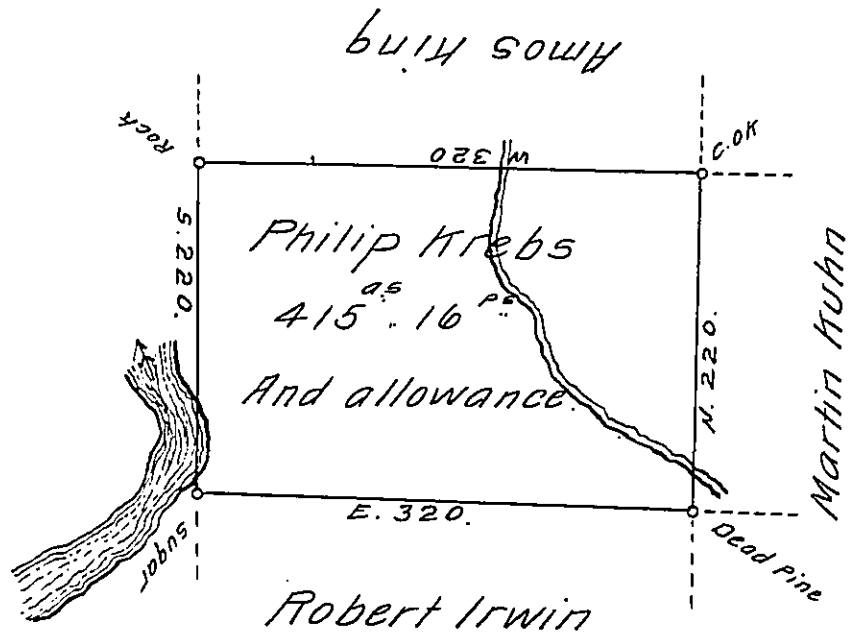 Amos King
Rock
C.OK
W 320
S. 220.
Philip Krebs
415 as. 16 ps.
And allowance.
N. 220.
Martin Kuhn
E. 320.
Sugar
Dead Pine
Robert Irwin